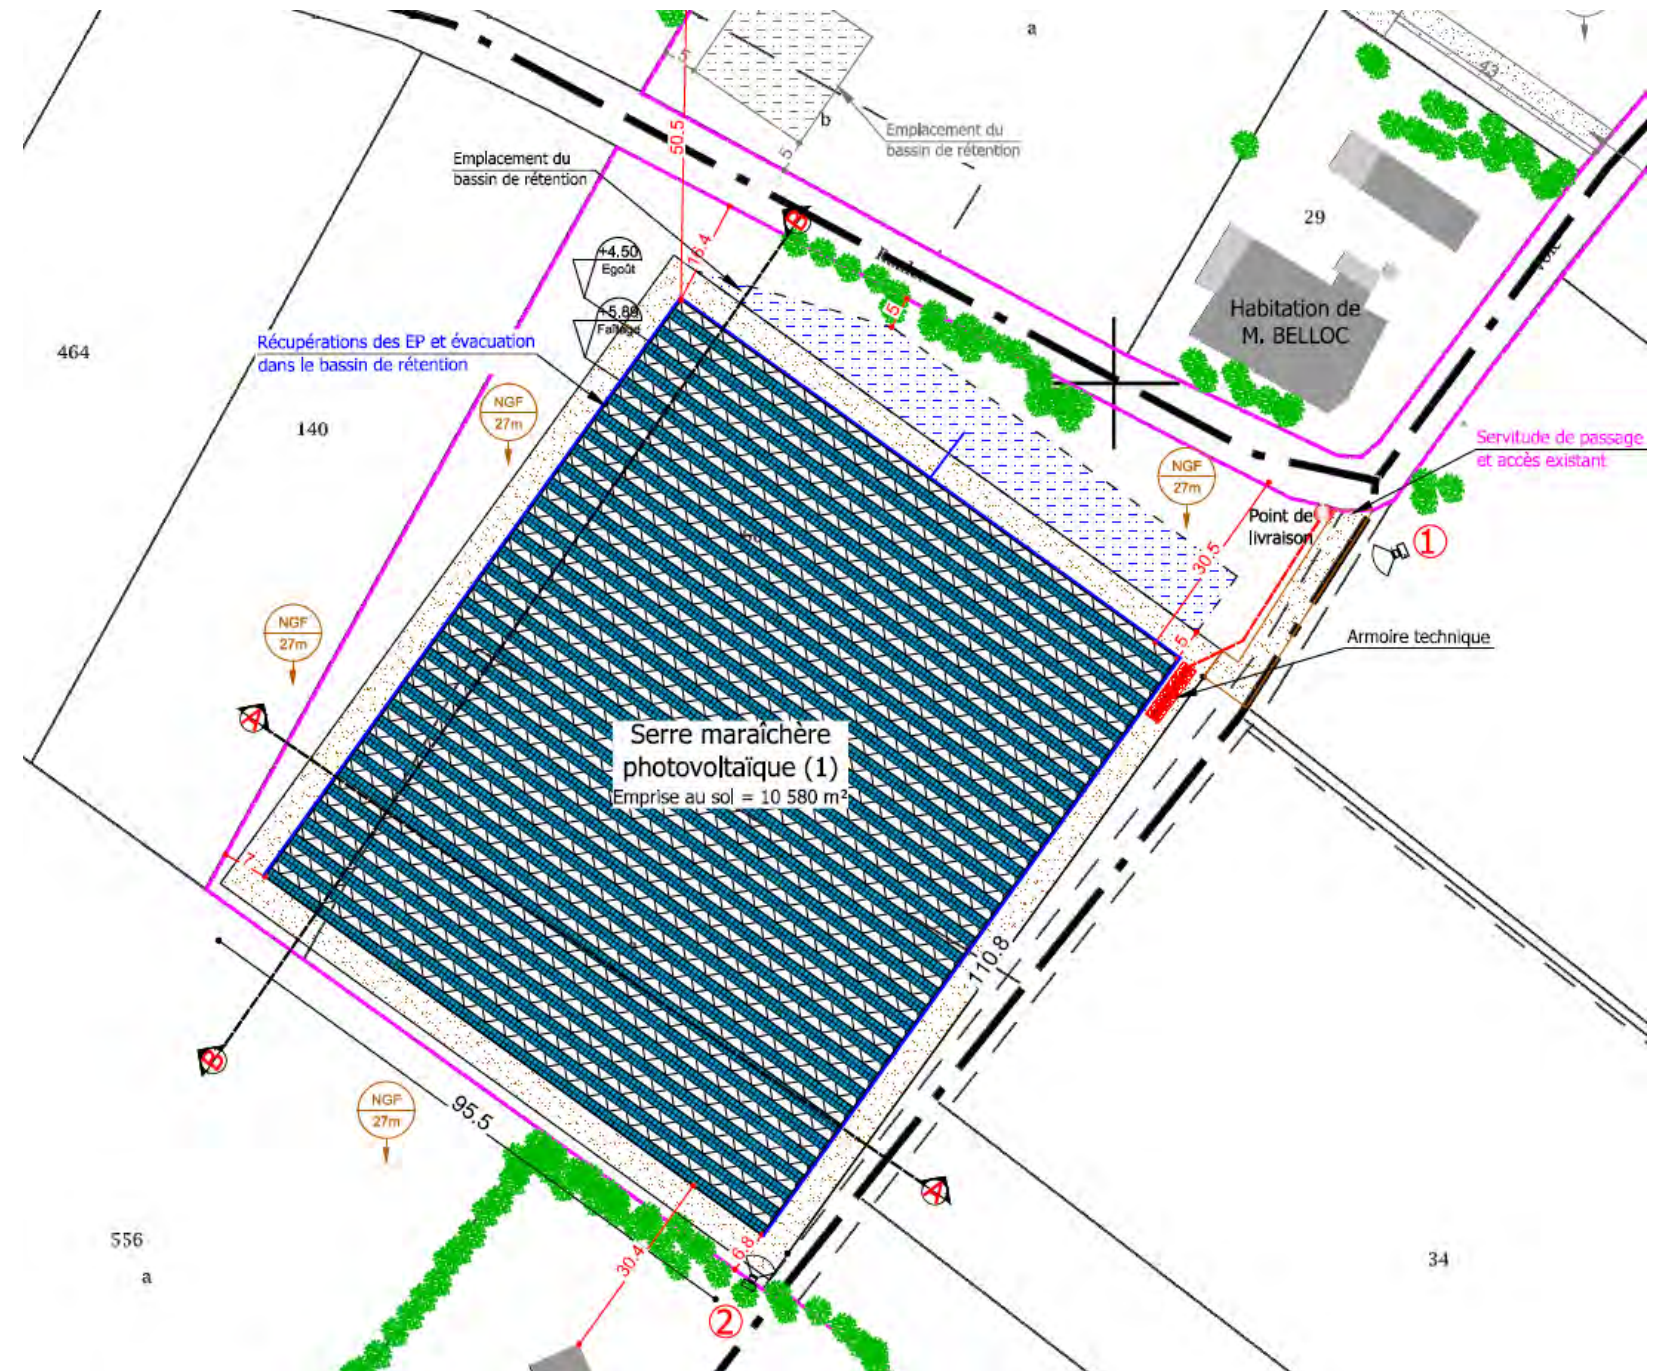 a
43
5
50.5
b
Emplacement du
bassin de rétention
5
Emplacement du
bassin de rétention
29
B
16.4
+4.50
Egoût
+5.89
Faîtage
5
Habitation de
M. BELLOC
Récupérations des EP et évacuation
dans le bassin de rétention
464
NGF
27m
140
Servitude de passage
et accès existant
NGF
27m
Point de
livraison
1
30.5
NGF
27m
Armoire technique
5
A
Serre maraîchère
photovoltaïque (1)
Emprise au sol = 10 580 m²
7
110.8
B
NGF
27m
95.5
A
556
a
30.4
6.8
34
2